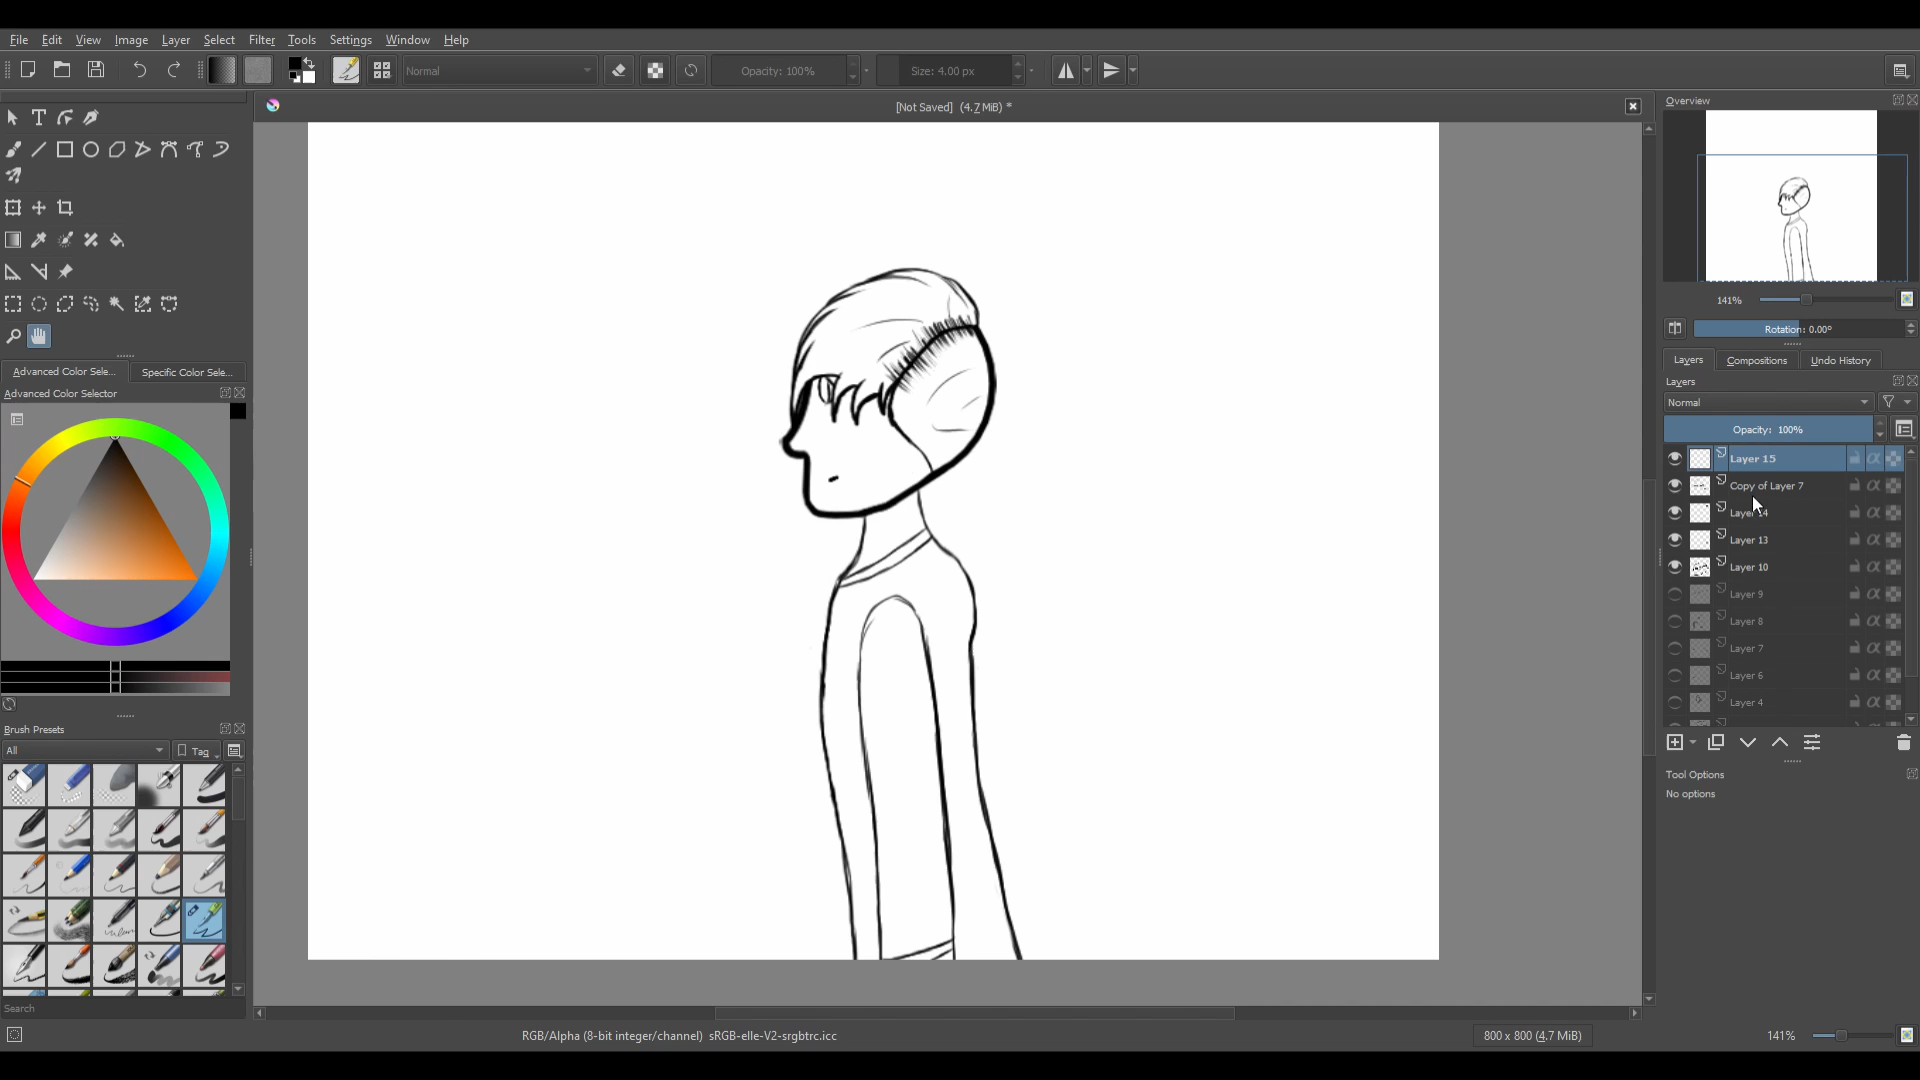 File Edit View Image Layer Select Filter Tools Settings Window Help
Normal Opacity: 100% Size: 4.00 px
[Not Saved] (4.7 MiB) *
Overview
141%
Rotation: 0.00°
Layers Compositions Undo History
Layers
Normal
Opacity: 100%
Layer 15
Copy of Layer 7
Layer 14
Layer 13
Layer 10
Layer 9
Layer 8
Layer 7
Layer 6
Layer 4
Tool Options
No options
Advanced Color Sele... Specific Color Sele...
Advanced Color Selector
Brush Presets
All Tag
Search
RGB/Alpha (8-bit integer/channel) sRGB-elle-V2-srgbtrc.icc 800 x 800 (4.7 MiB) 141%